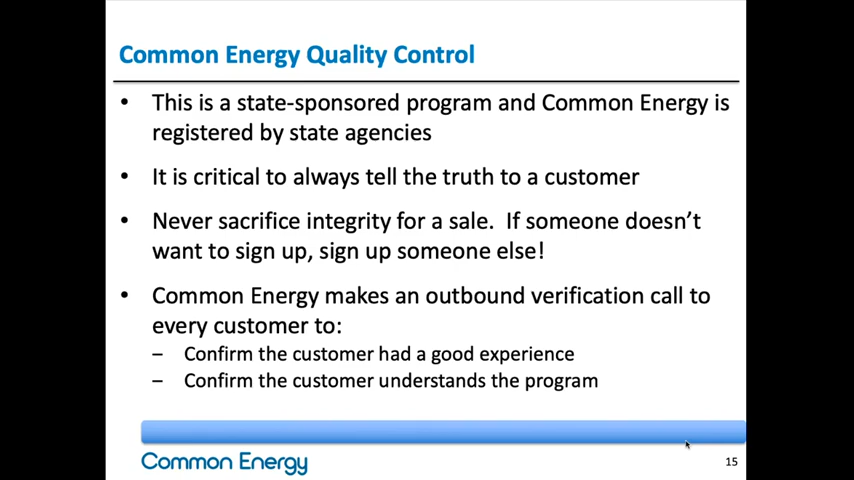 Common Energy Quality Control
• This is a state-sponsored program and Common Energy is
registered by state agencies
• It is critical to always tell the truth to a customer
• Never sacrifice integrity for a sale.  If someone doesn't
want to sign up, sign up someone else!
• Common Energy makes an outbound verification call to
every customer to:
– Confirm the customer had a good experience
– Confirm the customer understands the program
Common Energy
15